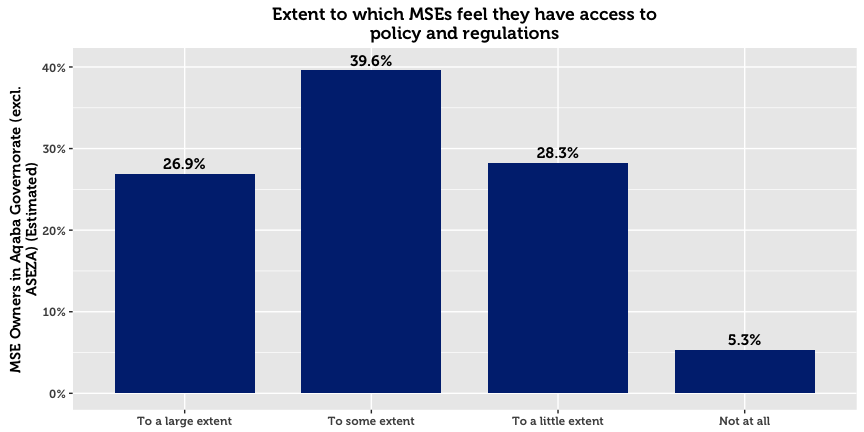 Extent to which MSEs feel they have access to
policy and regulations
MSE Owners in Aqaba Governorate (excl.
ASEZA) (Estimated)
40%
30%
20%
10%
0%
26.9%
39.6%
28.3%
5.3%
To a large extent
To some extent
To a little extent
Not at all